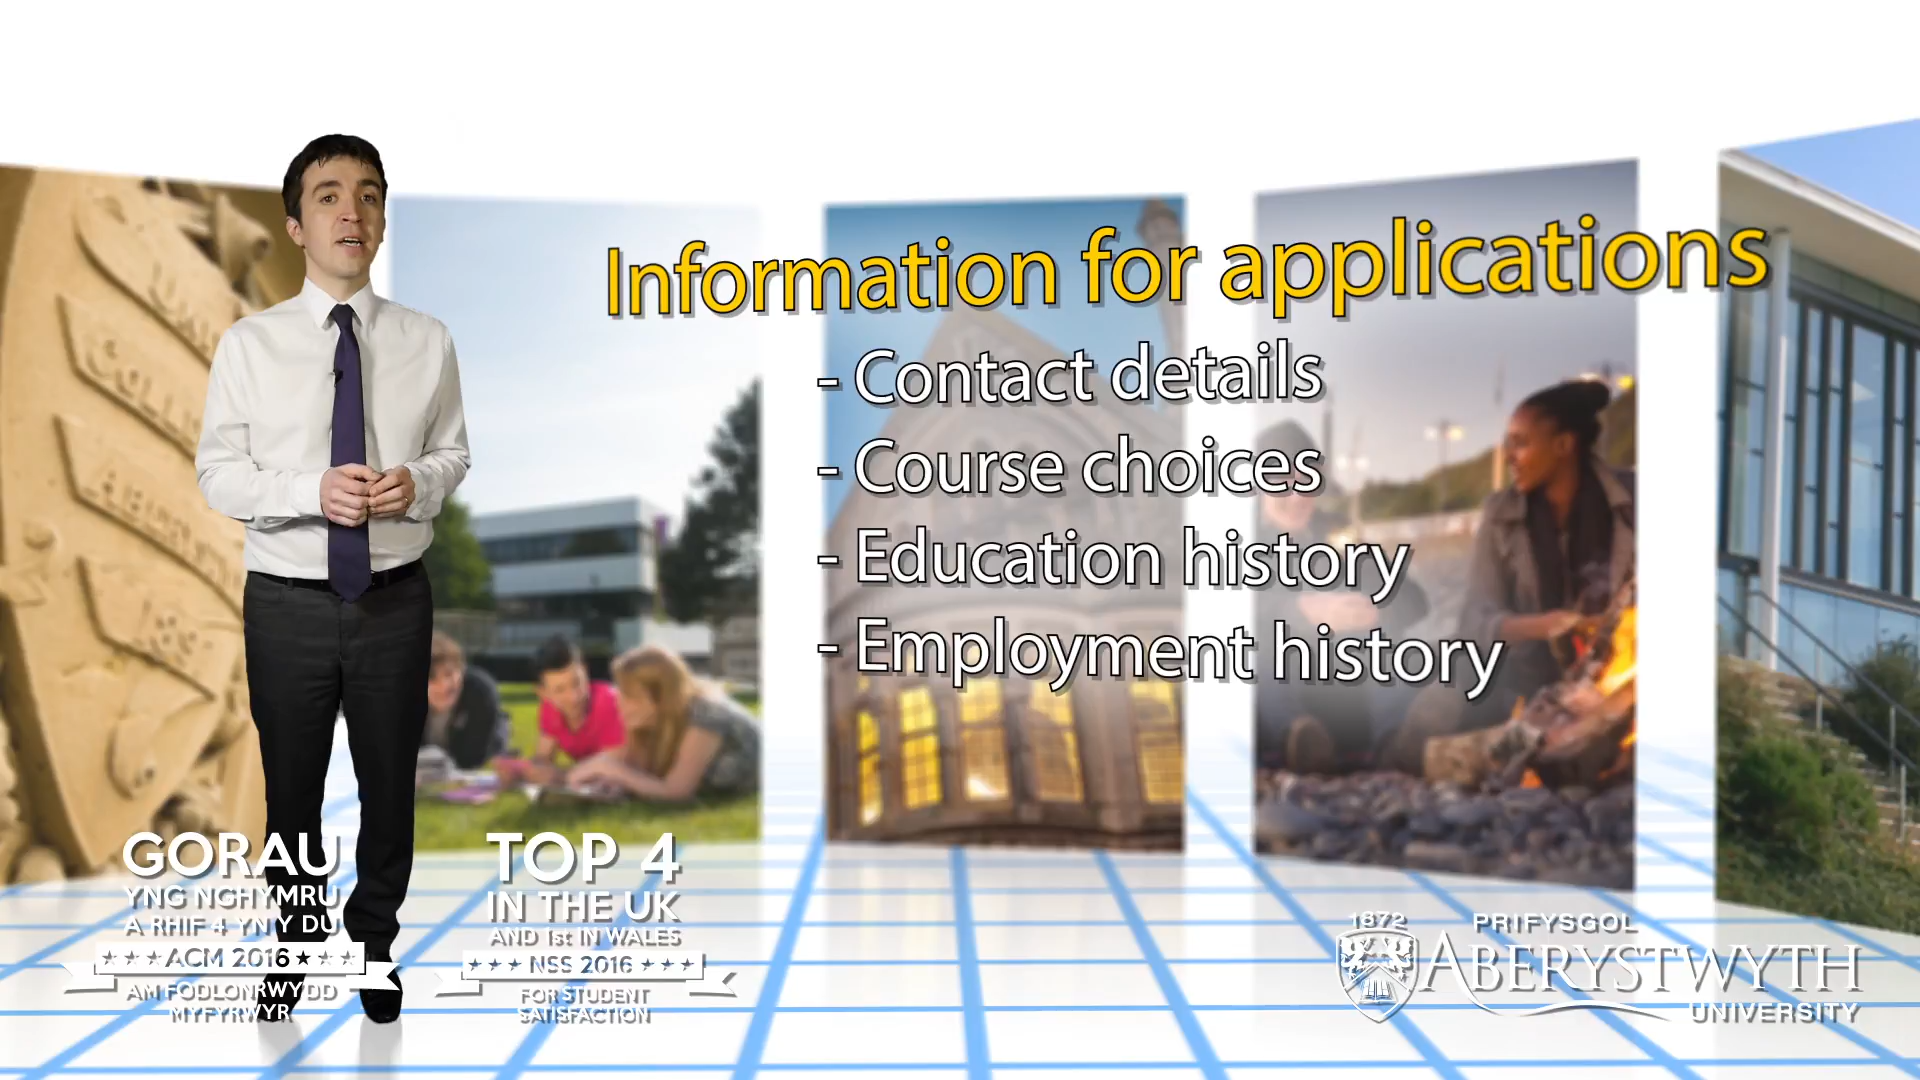 Information for applications
- Contact details
- Course choices
- Education history
- Employment history
GORAU
YNG NGHYMRU
A RHIF 4 YN Y DU
ACM 2016
AM FODLONRWYDD
MYFYRWYR
TOP 4
IN THE UK
AND 1st IN WALES
NSS 2016
FOR STUDENT
SATISFACTION
1872
PRIFYSGOL
ABERYSTWYTH
UNIVERSITY